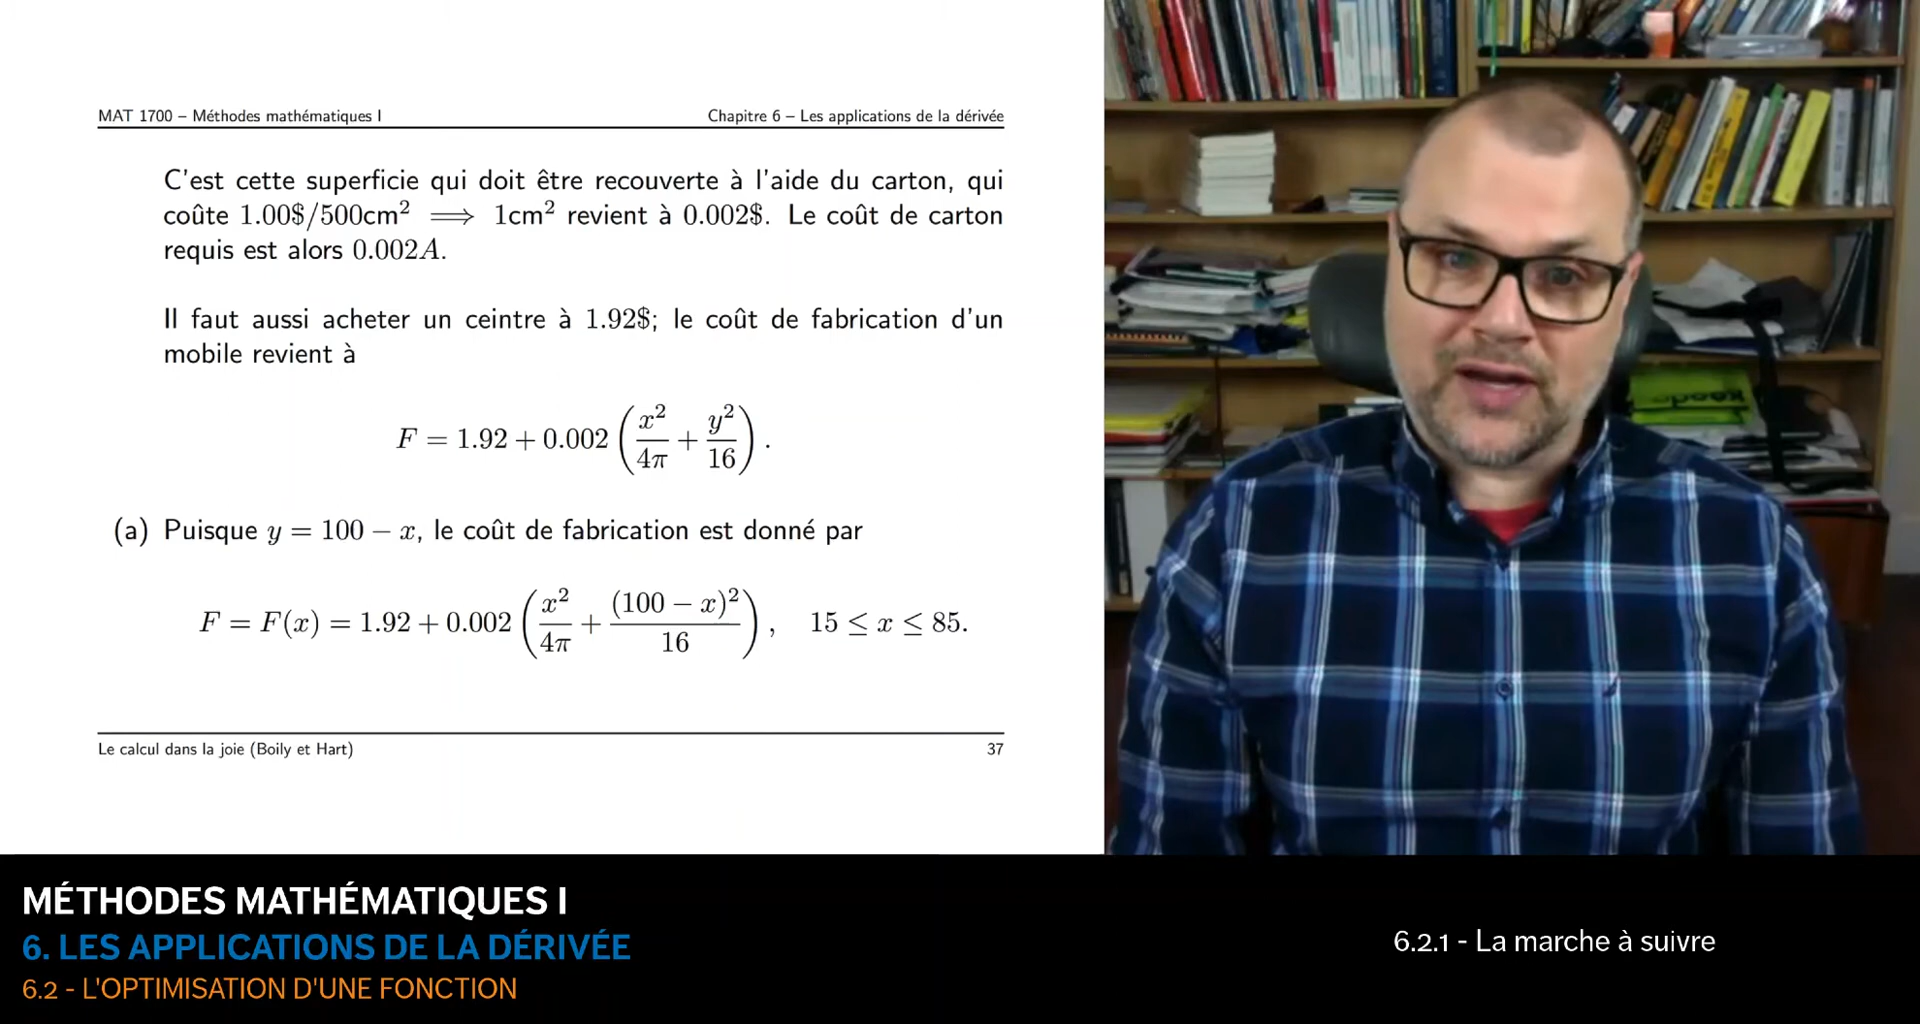 MAT 1700 – Méthodes mathématiques I
Chapitre 6 – Les applications de la dérivée
C'est cette superficie qui doit être recouverte à l'aide du carton, qui
coûte 1.00$/500cm² ⟹ 1cm² revient à 0.002$. Le coût de carton
requis est alors 0.002A.
Il faut aussi acheter un ceintre à 1.92$; le coût de fabrication d'un
mobile revient à
F = 1.92 + 0.002 (x²/4π + y²/16).
(a) Puisque y = 100 − x, le coût de fabrication est donné par
F = F(x) = 1.92 + 0.002 (x²/4π + (100 − x)²/16), 15 ≤ x ≤ 85.
Le calcul dans la joie (Boily et Hart)
37
MÉTHODES MATHÉMATIQUES I
6. LES APPLICATIONS DE LA DÉRIVÉE
6.2 - L'OPTIMISATION D'UNE FONCTION
6.2.1 - La marche à suivre